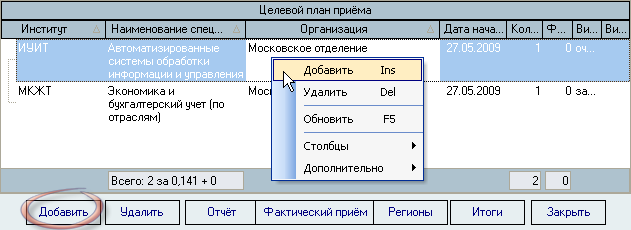 Целевой план приёма
Институт Наименование спец... Организация Дата нача... Кол... Ф... Ви... Ви...
ИУИТ Автоматизированные системы обработки информации и управления Московское отделение 27.05.2009 1 0 оч...
МКЖТ Экономика и бухгалтерский учет (по отраслям) Моск 27.05.2009 1 0 за...
Добавить Ins
Удалить Del
Обновить F5
Столбцы
Дополнительно
Всего: 2 за 0,141 + 0 2 0
Добавить Удалить Отчёт Фактический приём Регионы Итоги Закрыть